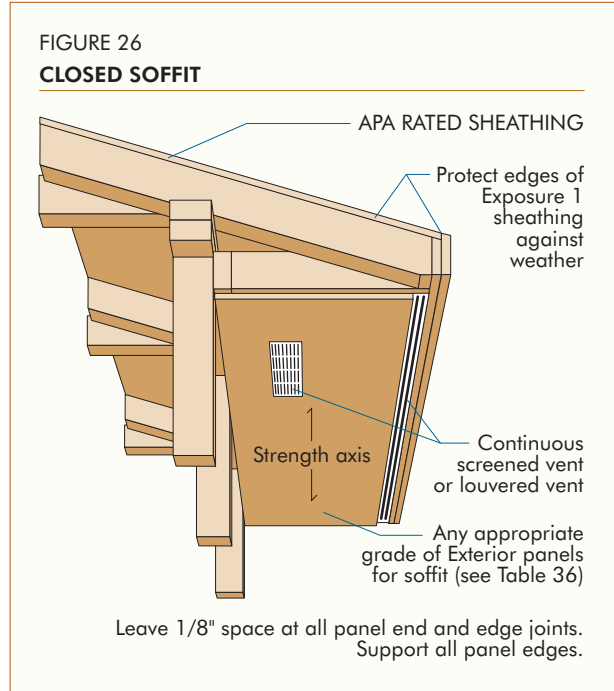 FIGURE 26
CLOSED SOFFIT
APA RATED SHEATHING
Protect edges of
Exposure 1
sheathing
against
weather
Strength axis
Continuous
screened vent
or louvered vent
Any appropriate
grade of Exterior panels
for soffit (see Table 36)
Leave 1/8" space at all panel end and edge joints.
Support all panel edges.